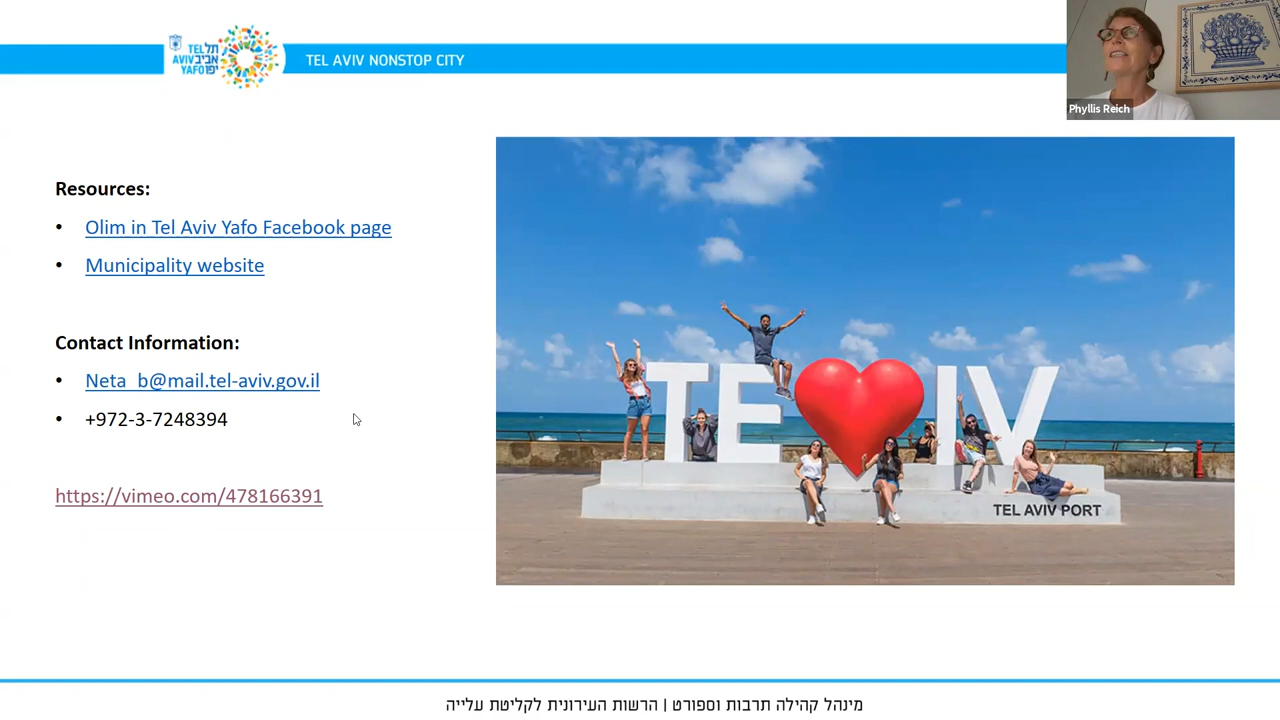 תל
TEL
אביב
AVIV
יפו
YAFO
TEL AVIV NONSTOP CITY
Phyllis Reich
Resources:
• Olim in Tel Aviv Yafo Facebook page
• Municipality website
Contact Information:
• Neta_b@mail.tel-aviv.gov.il
• +972-3-7248394
https://vimeo.com/478166391
TE IV
TEL AVIV PORT
מינהל קהילה תרבות וספורט | הרשות העירונית לקליטת עלייה